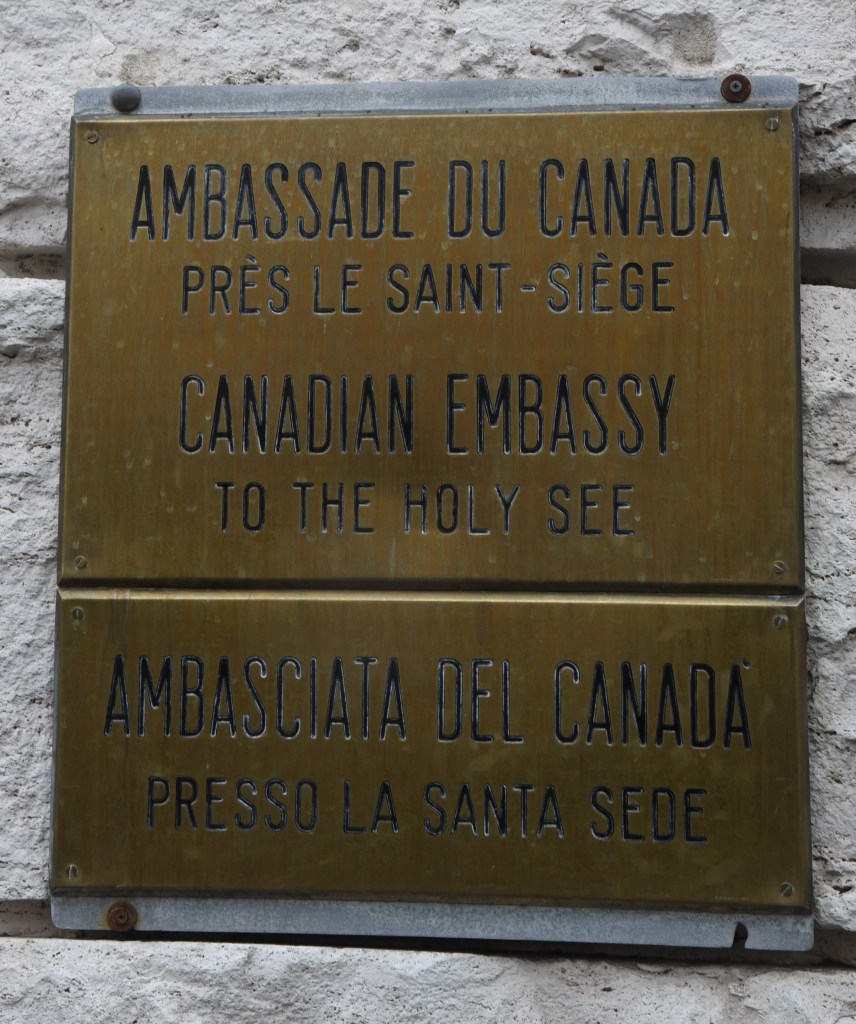 AMBASSADE DU CANADA
PRÈS LE SAINT-SIÈGE
CANADIAN EMBASSY
TO THE HOLY SEE
AMBASCIATA DEL CANADÀ
PRESSO LA SANTA SEDE